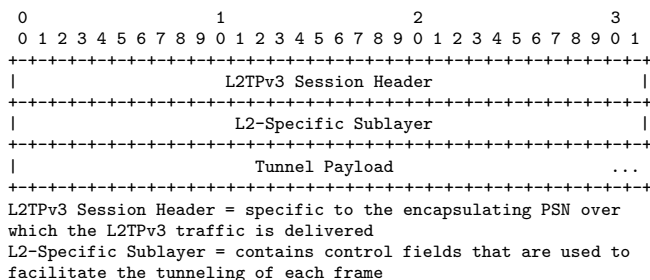 0 1 2 3
0 1 2 3 4 5 6 7 8 9 0 1 2 3 4 5 6 7 8 9 0 1 2 3 4 5 6 7 8 9 0 1
+-+-+-+-+-+-+-+-+-+-+-+-+-+-+-+-+-+-+-+-+-+-+-+-+-+-+-+-+-+-+-+-+
| L2TPv3 Session Header |
+-+-+-+-+-+-+-+-+-+-+-+-+-+-+-+-+-+-+-+-+-+-+-+-+-+-+-+-+-+-+-+-+
| L2-Specific Sublayer |
+-+-+-+-+-+-+-+-+-+-+-+-+-+-+-+-+-+-+-+-+-+-+-+-+-+-+-+-+-+-+-+-+
| Tunnel Payload ...
+-+-+-+-+-+-+-+-+-+-+-+-+-+-+-+-+-+-+-+-+-+-+-+-+-+-+-+-+-+-+-+-+
L2TPv3 Session Header = specific to the encapsulating PSN over
which the L2TPv3 traffic is delivered
L2-Specific Sublayer = contains control fields that are used to
facilitate the tunneling of each frame